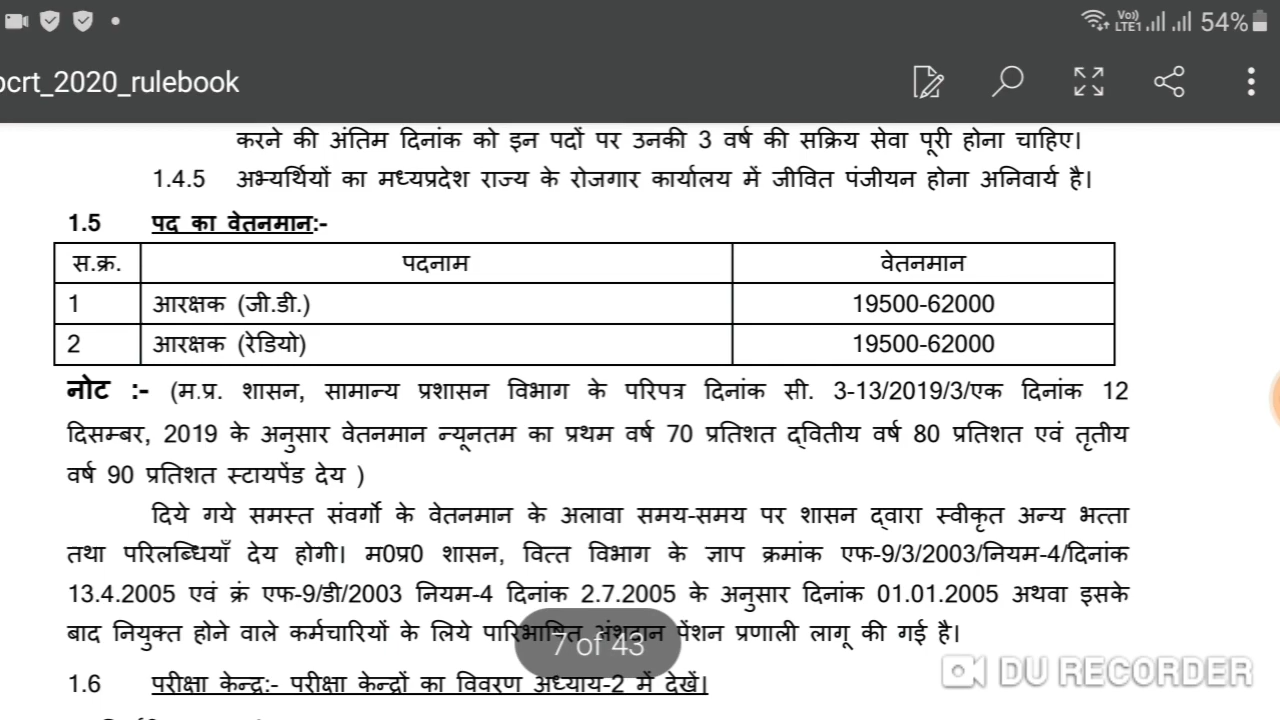 Vo)) LTE1 54%
pcrt_2020_rulebook
करने की अंतिम दिनांक को इन पदों पर उनकी 3 वर्ष की सक्रिय सेवा पूरी होना चाहिए।
1.4.5 अभ्यर्थियों का मध्यप्रदेश राज्य के रोजगार कार्यालय में जीवित पंजीयन होना अनिवार्य है।
1.5 पद का वेतनमान:-
स.क्र. पदनाम वेतनमान
1 आरक्षक (जी.डी.) 19500-62000
2 आरक्षक (रेडियो) 19500-62000
नोट :- (म.प्र. शासन, सामान्य प्रशासन विभाग के परिपत्र दिनांक सी. 3-13/2019/3/एक दिनांक 12
दिसम्बर, 2019 के अनुसार वेतनमान न्यूनतम का प्रथम वर्ष 70 प्रतिशत द्वितीय वर्ष 80 प्रतिशत एवं तृतीय
वर्ष 90 प्रतिशत स्टायपेंड देय )
दिये गये समस्त संवर्गो के वेतनमान के अलावा समय-समय पर शासन द्वारा स्वीकृत अन्य भत्ता
तथा परिलब्धियाँ देय होगी। म0प्र0 शासन, वित्त विभाग के ज्ञाप क्रमांक एफ-9/3/2003/नियम-4/दिनांक
13.4.2005 एवं क्रं एफ-9/डी/2003 नियम-4 दिनांक 2.7.2005 के अनुसार दिनांक 01.01.2005 अथवा इसके
बाद नियुक्त होने वाले कर्मचारियों के लिये पारिभाषित अंशदान पेंशन प्रणाली लागू की गई है।
7 of 43
DU RECORDER
1.6 परीक्षा केन्द्र:- परीक्षा केन्द्रों का विवरण अध्याय-2 में देखें।